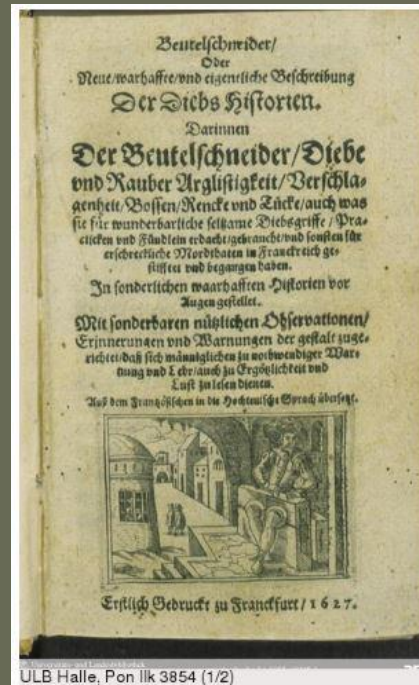 Beutelschneider/
Oder
Neue/warhaffte/vnd eigentliche Beschreibung
Der Diebs Historien.
Darinnen
Der Beutelschneider/Diebe
vnd Rauber Arglistigkeit/Verschla-
genheit/Bossen/Rencke vnd Tücke/auch was
sie für wunderbarliche seltzame Diebsgriffe/Pra-
cticken vnd Fündlein erdacht/gebraucht/vnd sonsten für
erschreckliche Mordthaten in Franckreich ge-
stifftet vnd begangen haben.
In sonderlichen waarhafften Historien vor
Augen gestellet.
Mit sonderbaren nützlichen Observationen/
Erinnerungen vnd Warnungen der gestalt zuge-
richtet/daß sich männiglichen zu nothwendiger War-
nung vnd Lehr/auch zu Ergötzlichkeit vnd
Lust zu lesen dienen.
Auß dem Frantzösischen in die Hochteutsche Sprach übersetzt.
Erstlich Gedruckt zu Franckfurt/1627.
ULB Halle, Pon IIk 3854 (1/2)